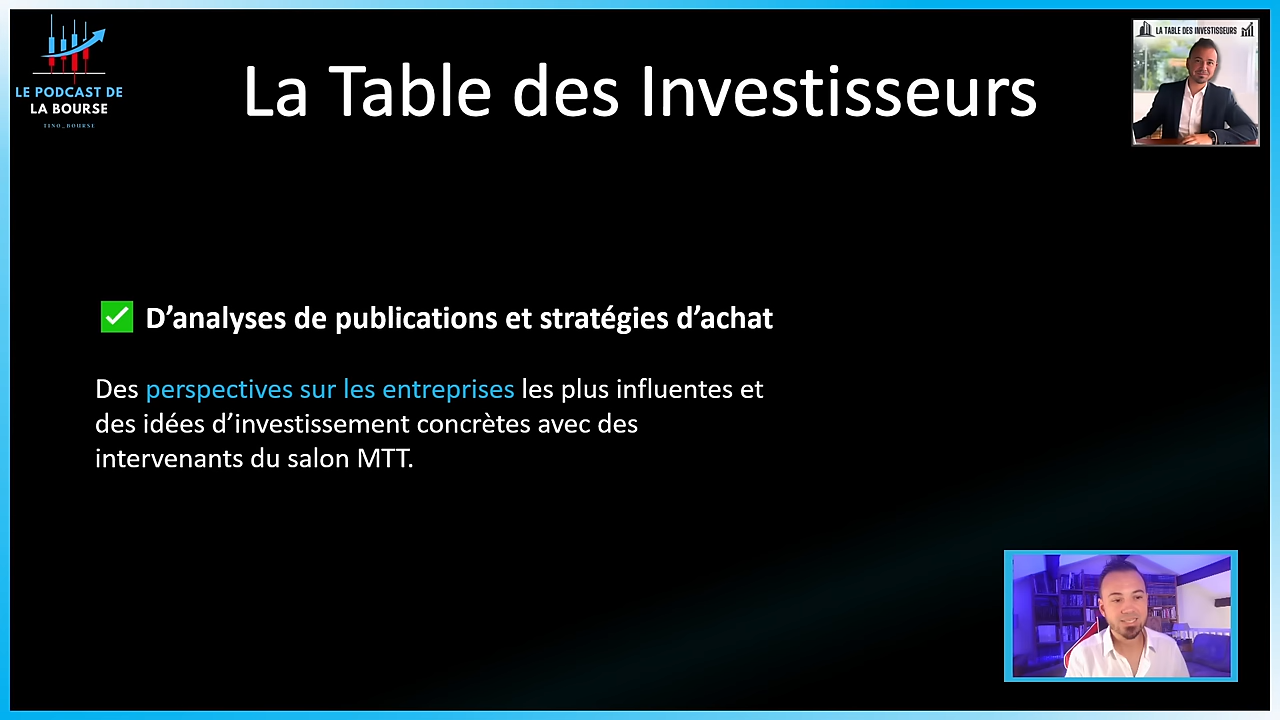 LE PODCAST DE
LA BOURSE
TINO_BOURSE
La Table des Investisseurs
LA TABLE DES INVESTISSEURS
D’analyses de publications et stratégies d’achat
Des perspectives sur les entreprises les plus influentes et
des idées d’investissement concrètes avec des
intervenants du salon MTT.